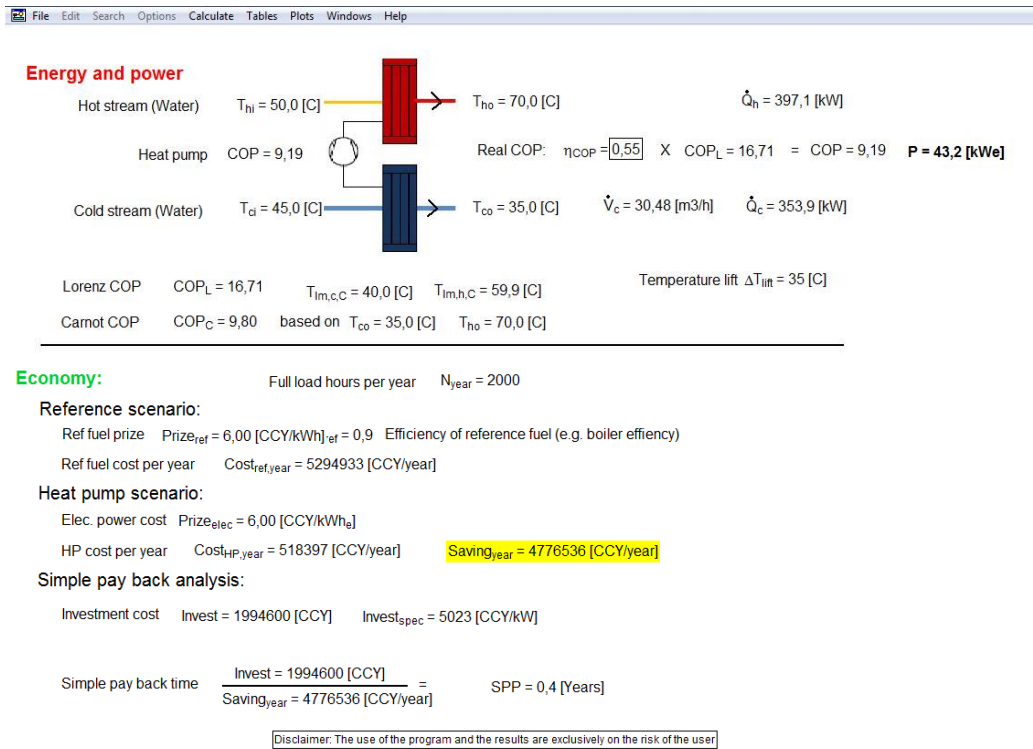 File Edit Search Options Calculate Tables Plots Windows Help
Energy and power
Hot stream (Water) Thi = 50,0 [C] Tho = 70,0 [C] Q̇h = 397,1 [kW]
Heat pump COP = 9,19 Real COP: ηCOP = 0,55 X COPL = 16,71 = COP = 9,19 P = 43,2 [kWe]
Cold stream (Water) Tci = 45,0 [C] Tco = 35,0 [C] V̇c = 30,48 [m3/h] Q̇c = 353,9 [kW]
Lorenz COP COPL = 16,71 Tlm,c,C = 40,0 [C] Tlm,h,C = 59,9 [C] Temperature lift ΔTlift = 35 [C]
Carnot COP COPC = 9,80 based on Tco = 35,0 [C] Tho = 70,0 [C]
Economy:
Full load hours per year Nyear = 2000
Reference scenario:
Ref fuel prize Prizeref = 6,00 [CCY/kWh] ef = 0,9 Efficiency of reference fuel (e.g. boiler effiency)
Ref fuel cost per year Costref,year = 5294933 [CCY/year]
Heat pump scenario:
Elec. power cost Prizeelec = 6,00 [CCY/kWhe]
HP cost per year CostHP,year = 518397 [CCY/year] Savingyear = 4776536 [CCY/year]
Simple pay back analysis:
Investment cost Invest = 1994600 [CCY] Investspec = 5023 [CCY/kW]
Invest = 1994600 [CCY]
Simple pay back time = SPP = 0,4 [Years]
Savingyear = 4776536 [CCY/year]
Disclaimer: The use of the program and the results are exclusively on the risk of the user